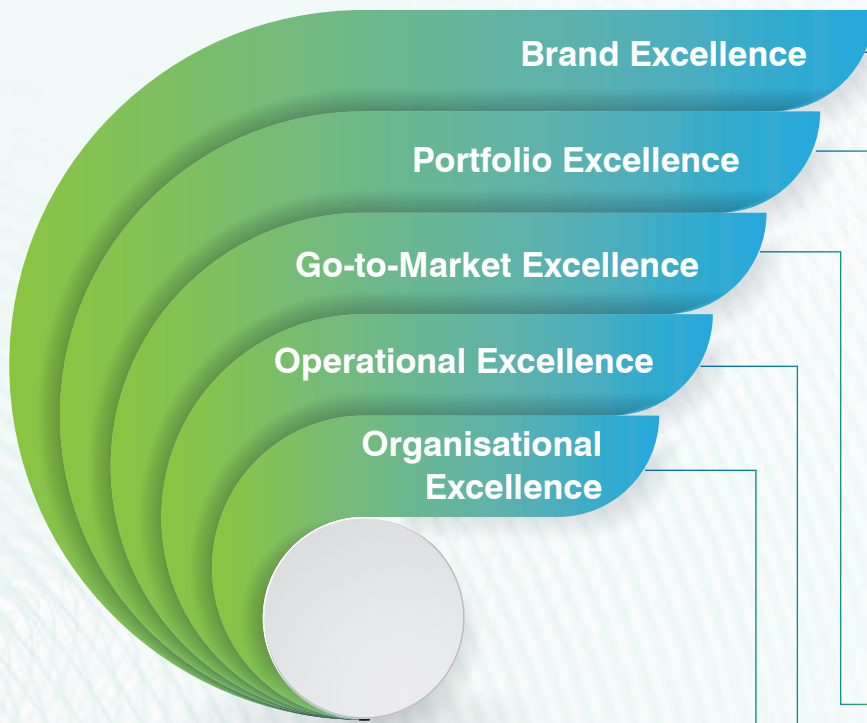 Brand Excellence
Portfolio Excellence
Go-to-Market Excellence
Operational Excellence
Organisational
Excellence